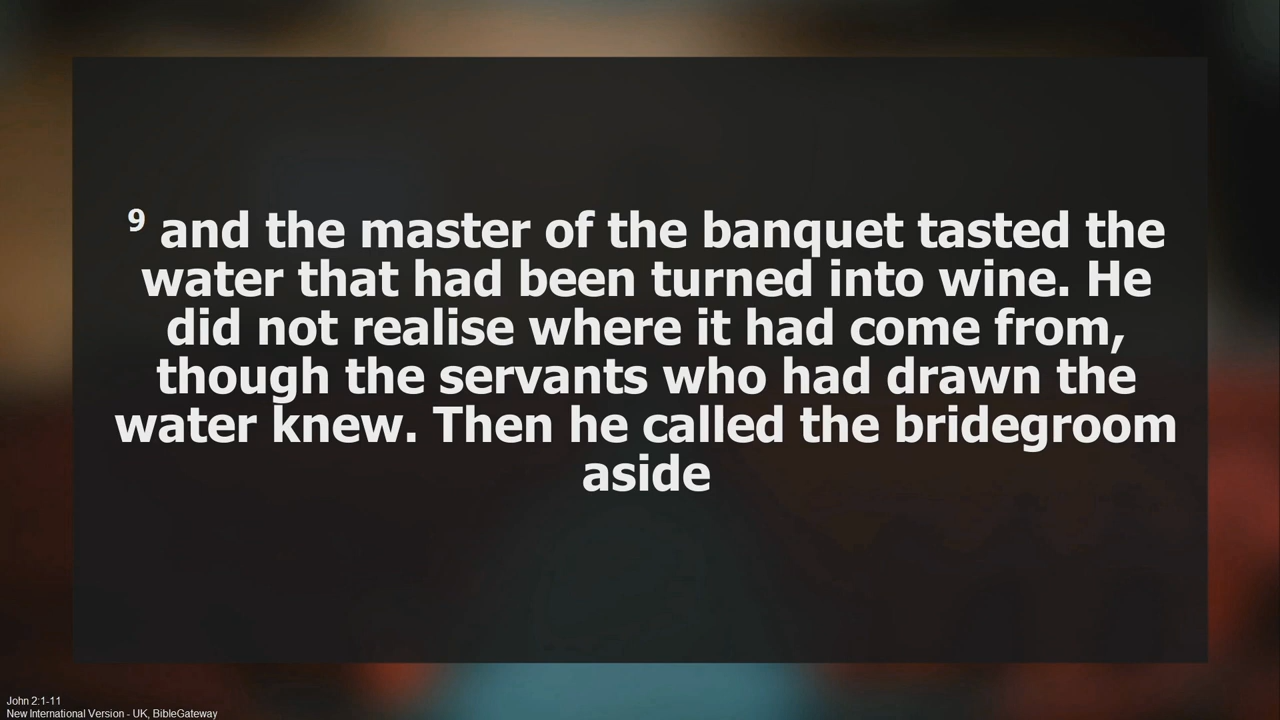 9 and the master of the banquet tasted the
water that had been turned into wine. He
did not realise where it had come from,
though the servants who had drawn the
water knew. Then he called the bridegroom
aside
John 2:1-11
New International Version - UK, BibleGateway